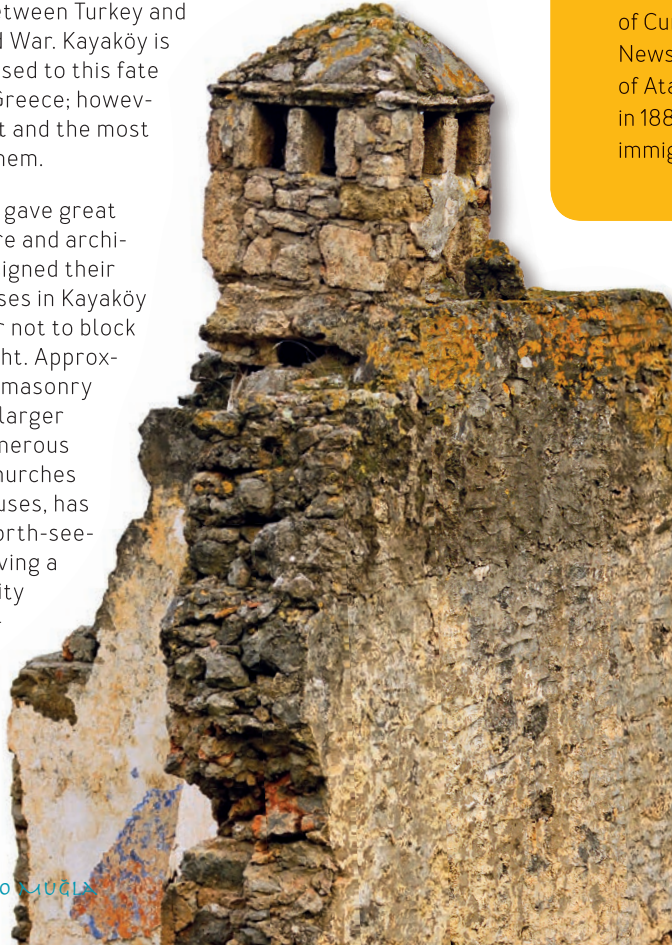 etween Turkey and
d War. Kayaköy is
sed to this fate
Greece; howev-
t and the most
hem.
gave great
re and archi-
igned their
ses in Kayaköy
r not to block
ht. Approx-
masonry
larger
merous
hurches
uses, has
orth-see-
ving a
ity
of Cu
News
of Ata
in 188
immig
o MUĞLA